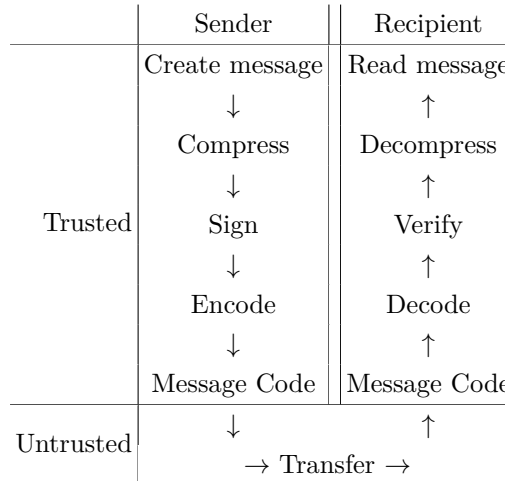 Sender Recipient
Create message Read message
↓ ↑
Compress Decompress
↓ ↑
Trusted Sign Verify
↓ ↑
Encode Decode
↓ ↑
Message Code Message Code
↓ ↑
Untrusted
→ Transfer →